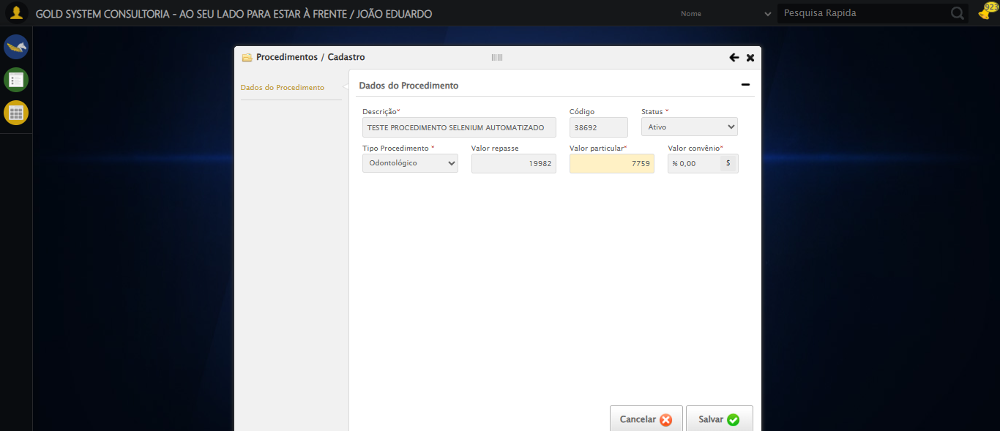 GOLD SYSTEM CONSULTORIA - AO SEU LADO PARA ESTAR À FRENTE / JOÃO EDUARDO
Nome
Pesquisa Rapida
923
Procedimentos / Cadastro
Dados do Procedimento
Dados do Procedimento
Descrição* Código Status *
TESTE PROCEDIMENTO SELENIUM AUTOMATIZADO 38692 Ativo
Tipo Procedimento * Valor repasse Valor particular* Valor convênio*
Odontológico 19982 7759 % 0,00 $
Cancelar Salvar